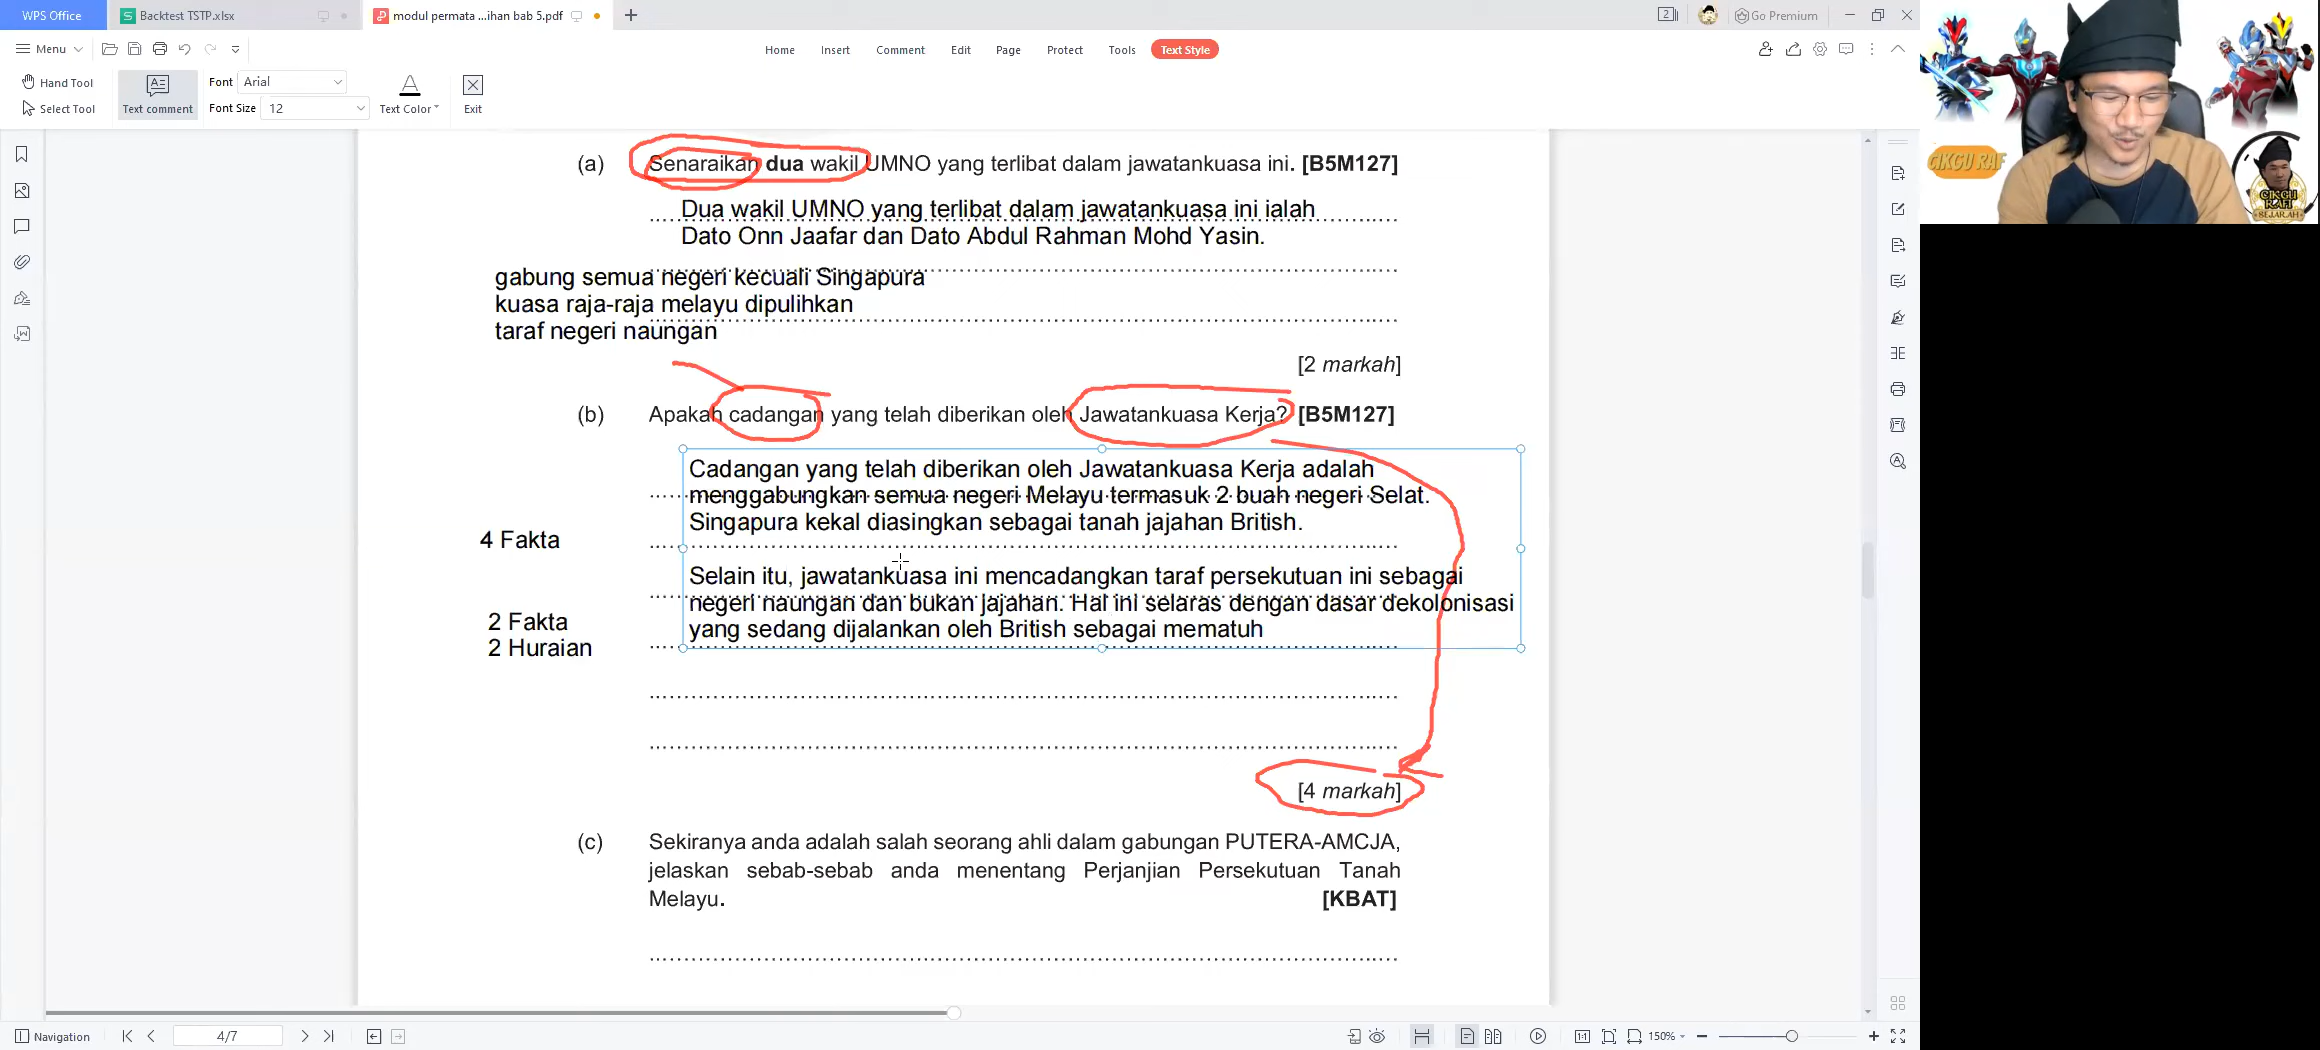 WPS Office
Backtest TSTP.xlsx
modul permata ...ihan bab 5.pdf
2
Go Premium
Menu
Home
Insert
Comment
Edit
Page
Protect
Tools
Text Style
Hand Tool
Select Tool
Text comment
Font
Arial
Font Size
12
Text Color
Exit
CIKGU RAF
CIKGU
RAFI
SEJARAH
(a) Senaraikan dua wakil UMNO yang terlibat dalam jawatankuasa ini. [B5M127]
Dua wakil UMNO yang terlibat dalam jawatankuasa ini ialah
Dato Onn Jaafar dan Dato Abdul Rahman Mohd Yasin.
gabung semua negeri kecuali Singapura
kuasa raja-raja melayu dipulihkan
taraf negeri naungan
[2 markah]
(b) Apakah cadangan yang telah diberikan oleh Jawatankuasa Kerja? [B5M127]
Cadangan yang telah diberikan oleh Jawatankuasa Kerja adalah
menggabungkan semua negeri Melayu termasuk 2 buah negeri Selat.
Singapura kekal diasingkan sebagai tanah jajahan British.
4 Fakta
Selain itu, jawatankuasa ini mencadangkan taraf persekutuan ini sebagai
negeri naungan dan bukan jajahan. Hal ini selaras dengan dasar dekolonisasi
yang sedang dijalankan oleh British sebagai mematuh
2 Fakta
2 Huraian
[4 markah]
(c) Sekiranya anda adalah salah seorang ahli dalam gabungan PUTERA-AMCJA,
jelaskan sebab-sebab anda menentang Perjanjian Persekutuan Tanah
Melayu. [KBAT]
Navigation
4/7
1:1
150%